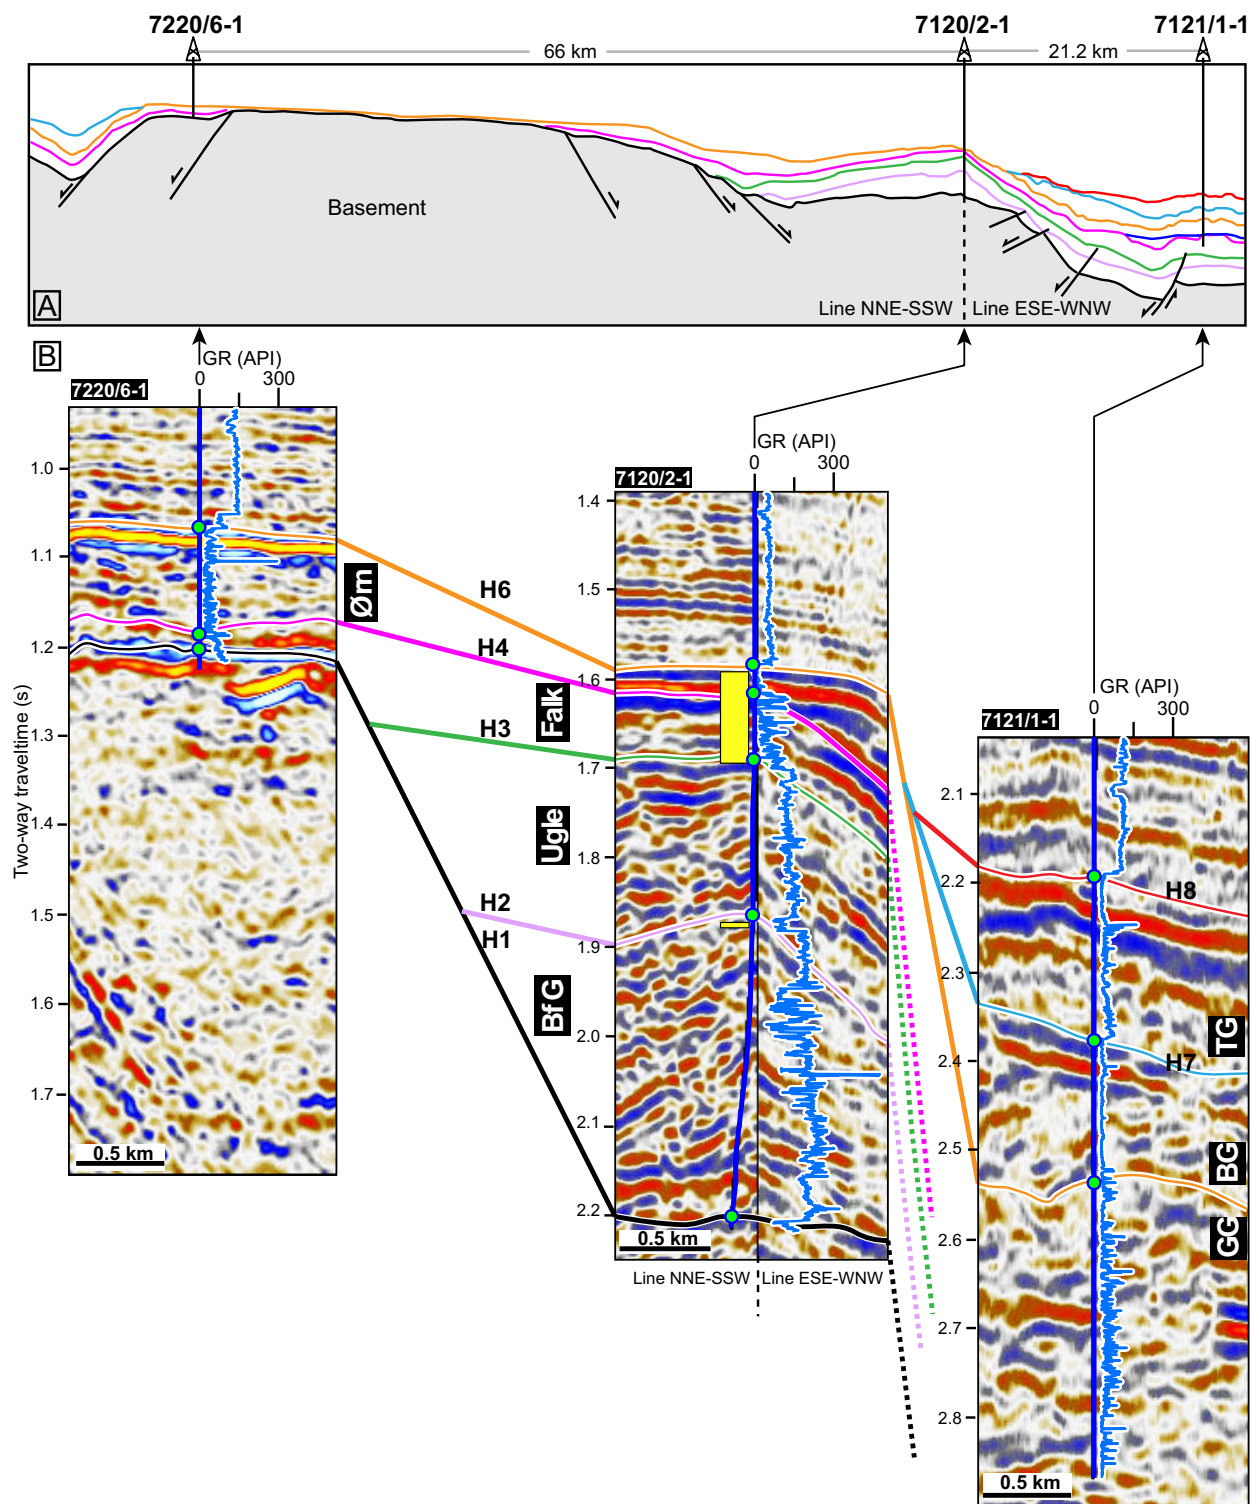 7220/6-1
7120/2-1
7121/1-1
66 km
21.2 km
Basement
A
Line NNE-SSW
Line ESE-WNW
B
GR (API)
0
300
7220/6-1
1.0
1.1
1.2
1.3
1.4
1.5
1.6
1.7
Two-way traveltime (s)
0.5 km
Øm
H6
H4
Falk
H3
Ugle
H2
H1
Bf G
GR (API)
0
300
7120/2-1
1.4
1.5
1.6
1.7
1.8
1.9
2.0
2.1
2.2
0.5 km
Line NNE-SSW
Line ESE-WNW
GR (API)
0
300
7121/1-1
2.1
2.2
2.3
2.4
2.5
2.6
2.7
2.8
H8
TG
H7
BG
GG
0.5 km